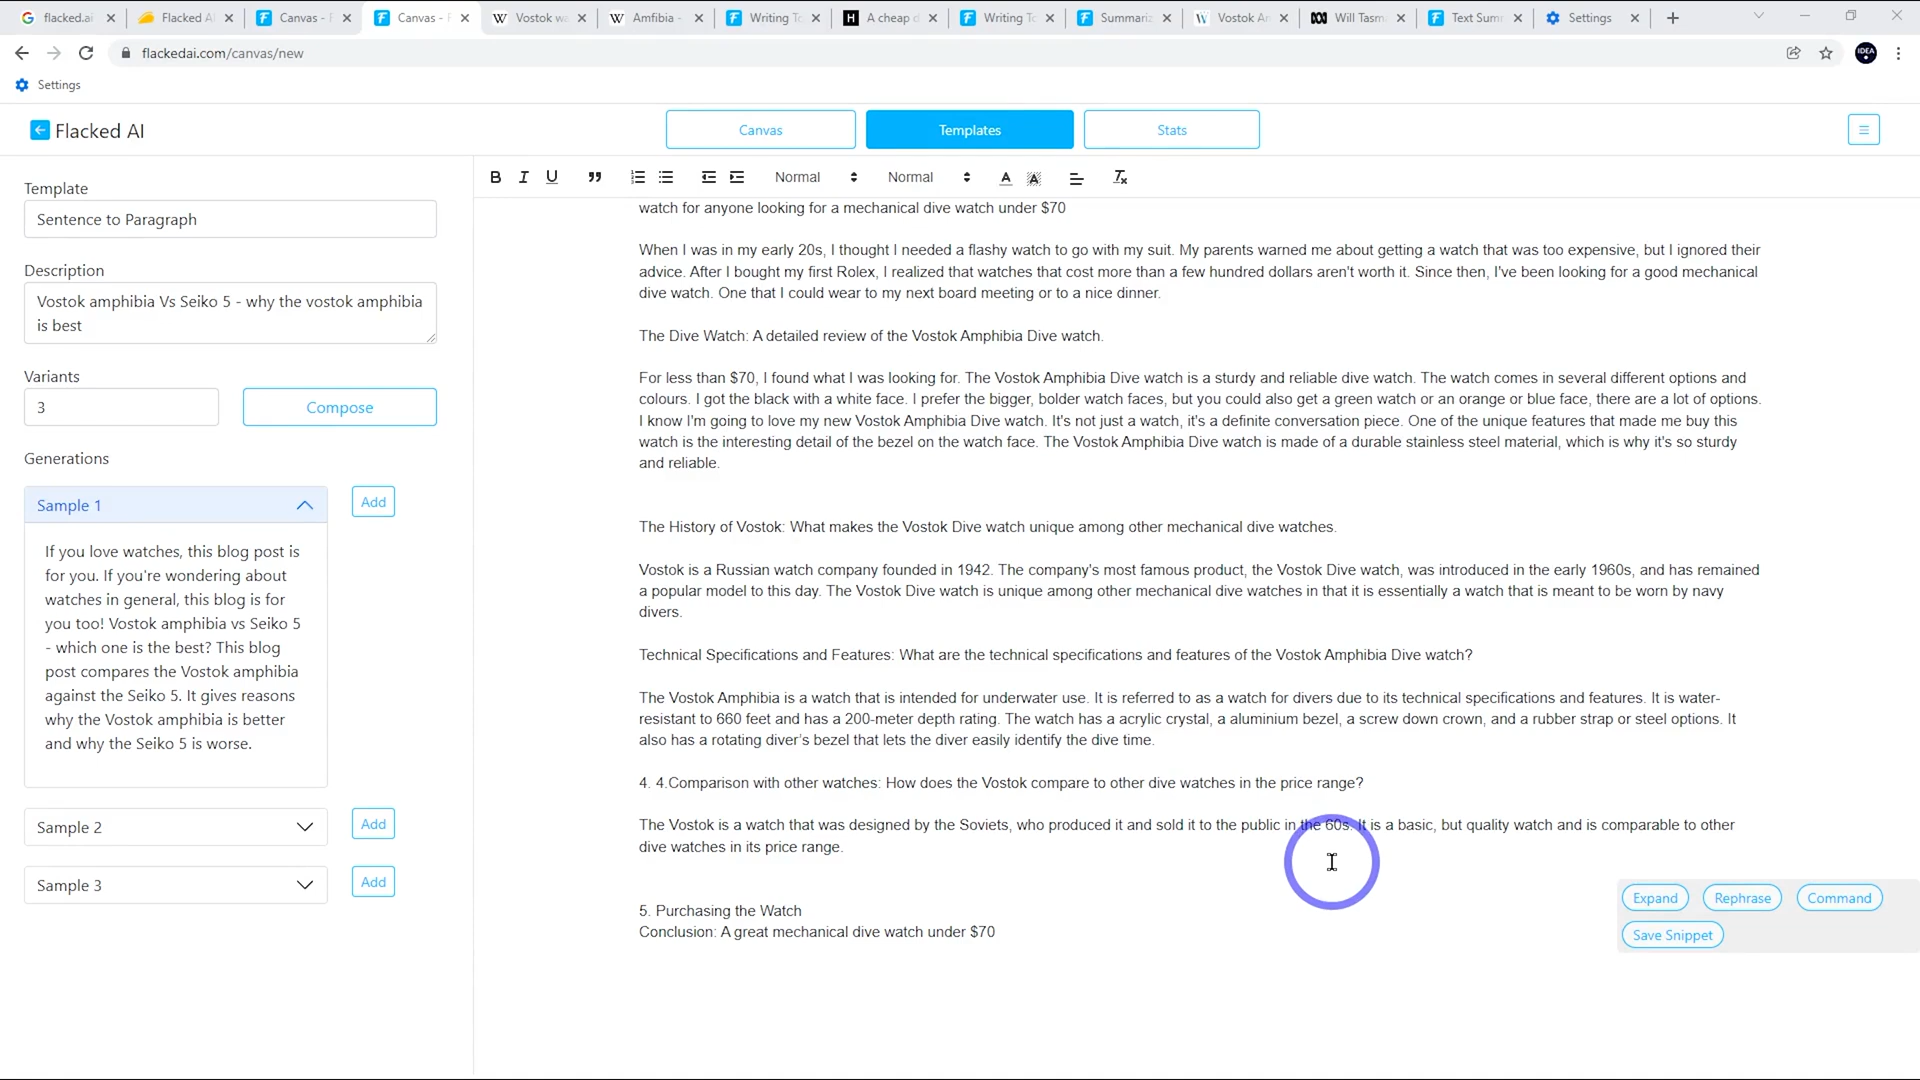 flacked.ai
Flacked AI
Canvas - F
Canvas - F
Vostok wa
Amfibia -
Writing To
A cheap d
Writing To
Summariz
Vostok Am
Will Tasma
Text Sum
Settings
flackedai.com/canvas/new
IDEA
Settings
Flacked AI
Canvas
Templates
Stats
Template
Sentence to Paragraph
Description
Vostok amphibia Vs Seiko 5 - why the vostok amphibia
is best
Variants
3
Compose
Generations
Sample 1
Add
If you love watches, this blog post is
for you. If you're wondering about
watches in general, this blog is for
you too! Vostok amphibia vs Seiko 5
- which one is the best? This blog
post compares the Vostok amphibia
against the Seiko 5. It gives reasons
why the Vostok amphibia is better
and why the Seiko 5 is worse.
Sample 2
Add
Sample 3
Add
B I U
Normal
Normal
watch for anyone looking for a mechanical dive watch under $70
When I was in my early 20s, I thought I needed a flashy watch to go with my suit. My parents warned me about getting a watch that was too expensive, but I ignored their
advice. After I bought my first Rolex, I realized that watches that cost more than a few hundred dollars aren't worth it. Since then, I've been looking for a good mechanical
dive watch. One that I could wear to my next board meeting or to a nice dinner.
The Dive Watch: A detailed review of the Vostok Amphibia Dive watch.
For less than $70, I found what I was looking for. The Vostok Amphibia Dive watch is a sturdy and reliable dive watch. The watch comes in several different options and
colours. I got the black with a white face. I prefer the bigger, bolder watch faces, but you could also get a green watch or an orange or blue face, there are a lot of options.
I know I'm going to love my new Vostok Amphibia Dive watch. It's not just a watch, it's a definite conversation piece. One of the unique features that made me buy this
watch is the interesting detail of the bezel on the watch face. The Vostok Amphibia Dive watch is made of a durable stainless steel material, which is why it's so sturdy
and reliable.
The History of Vostok: What makes the Vostok Dive watch unique among other mechanical dive watches.
Vostok is a Russian watch company founded in 1942. The company's most famous product, the Vostok Dive watch, was introduced in the early 1960s, and has remained
a popular model to this day. The Vostok Dive watch is unique among other mechanical dive watches in that it is essentially a watch that is meant to be worn by navy
divers.
Technical Specifications and Features: What are the technical specifications and features of the Vostok Amphibia Dive watch?
The Vostok Amphibia is a watch that is intended for underwater use. It is referred to as a watch for divers due to its technical specifications and features. It is water-
resistant to 660 feet and has a 200-meter depth rating. The watch has a acrylic crystal, a aluminium bezel, a screw down crown, and a rubber strap or steel options. It
also has a rotating diver's bezel that lets the diver easily identify the dive time.
4. 4.Comparison with other watches: How does the Vostok compare to other dive watches in the price range?
The Vostok is a watch that was designed by the Soviets, who produced it and sold it to the public in the 60s. It is a basic, but quality watch and is comparable to other
dive watches in its price range.
5. Purchasing the Watch
Conclusion: A great mechanical dive watch under $70
Expand
Rephrase
Command
Save Snippet